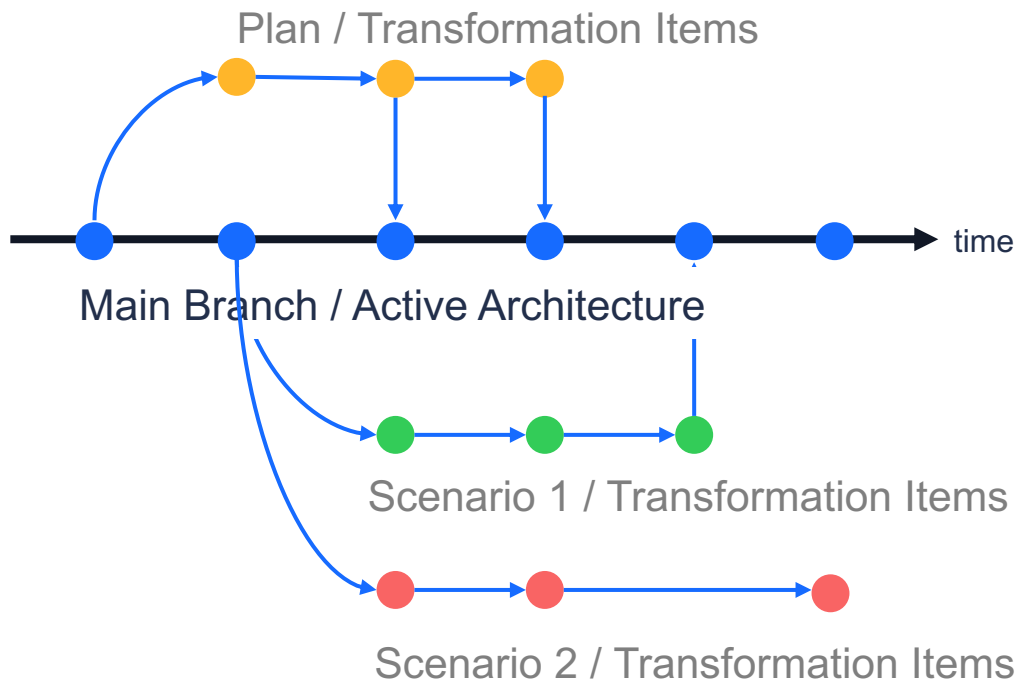 Plan / Transformation Items
time
Main Branch / Active Architecture
Scenario 1 / Transformation Items
Scenario 2 / Transformation Items